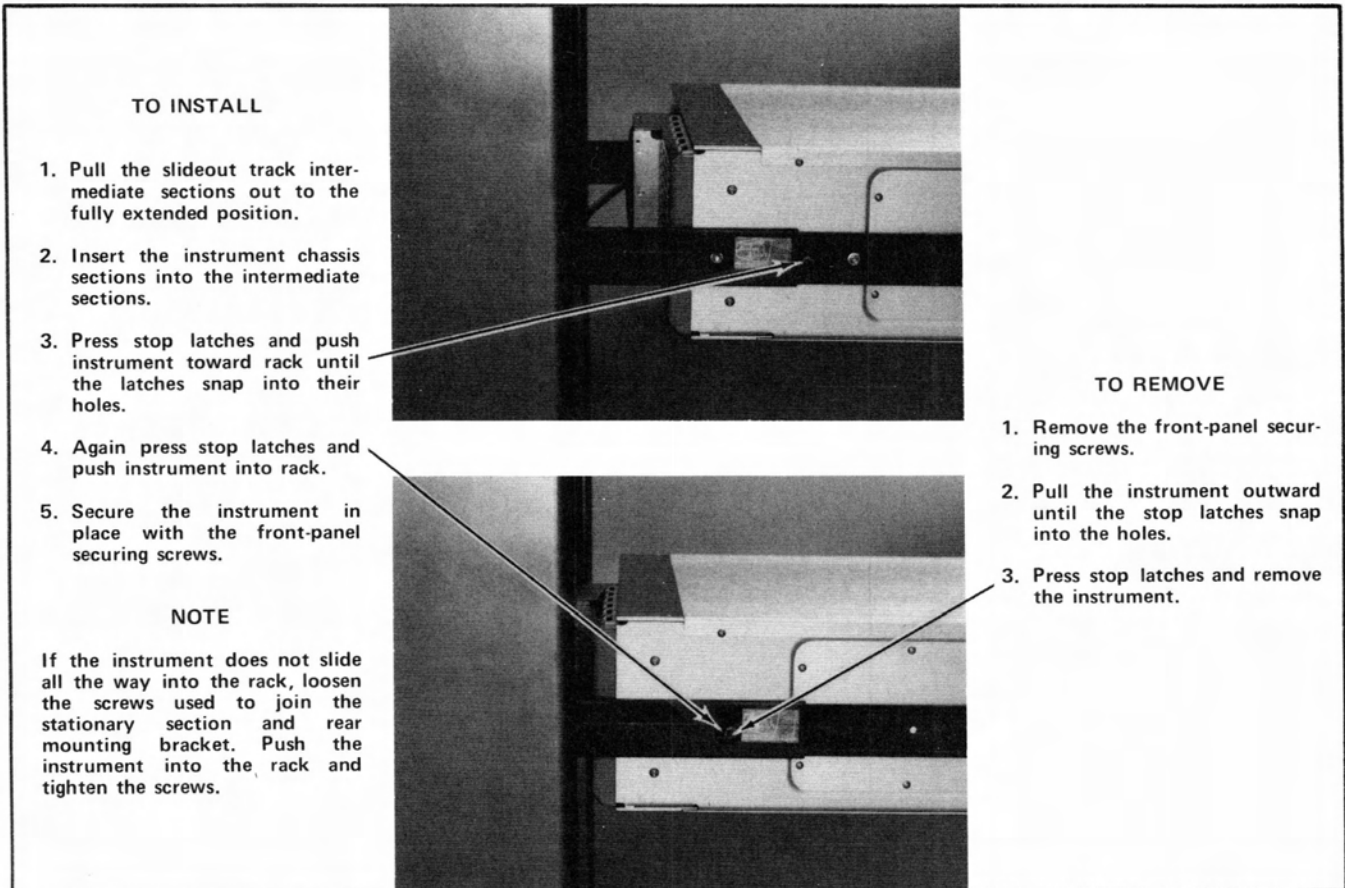 TO INSTALL
1. Pull the slideout track inter-
mediate sections out to the
fully extended position.
2. Insert the instrument chassis
sections into the intermediate
sections.
3. Press stop latches and push
instrument toward rack until
the latches snap into their
holes.
4. Again press stop latches and
push instrument into rack.
5. Secure the instrument in
place with the front-panel
securing screws.
NOTE
If the instrument does not slide
all the way into the rack, loosen
the screws used to join the
stationary section and rear
mounting bracket. Push the
instrument into the rack and
tighten the screws.
TO REMOVE
1. Remove the front-panel secur-
ing screws.
2. Pull the instrument outward
until the stop latches snap
into the holes.
3. Press stop latches and remove
the instrument.